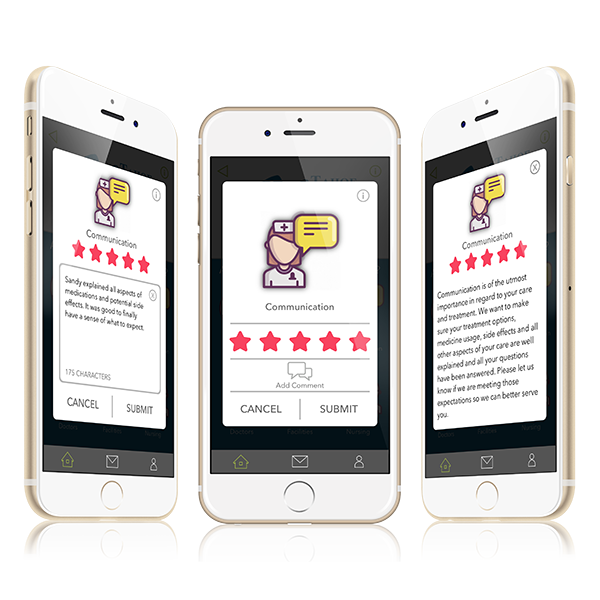 Communication
Sandy explained all aspects of
medications and potential side
effects. It was good to finally
have a sense of what to expect.
175 CHARACTERS
CANCEL SUBMIT
Communication
Add Comment
CANCEL SUBMIT
Communication
Communication is of the utmost
importance in regard to your care
and treatment. We want to make
sure your treatment options,
medicine usage, side effects and all
other aspects of your care are well
explained and all your questions
have been answered. Please let us
know if we are meeting those
expectations so we can better serve
you.